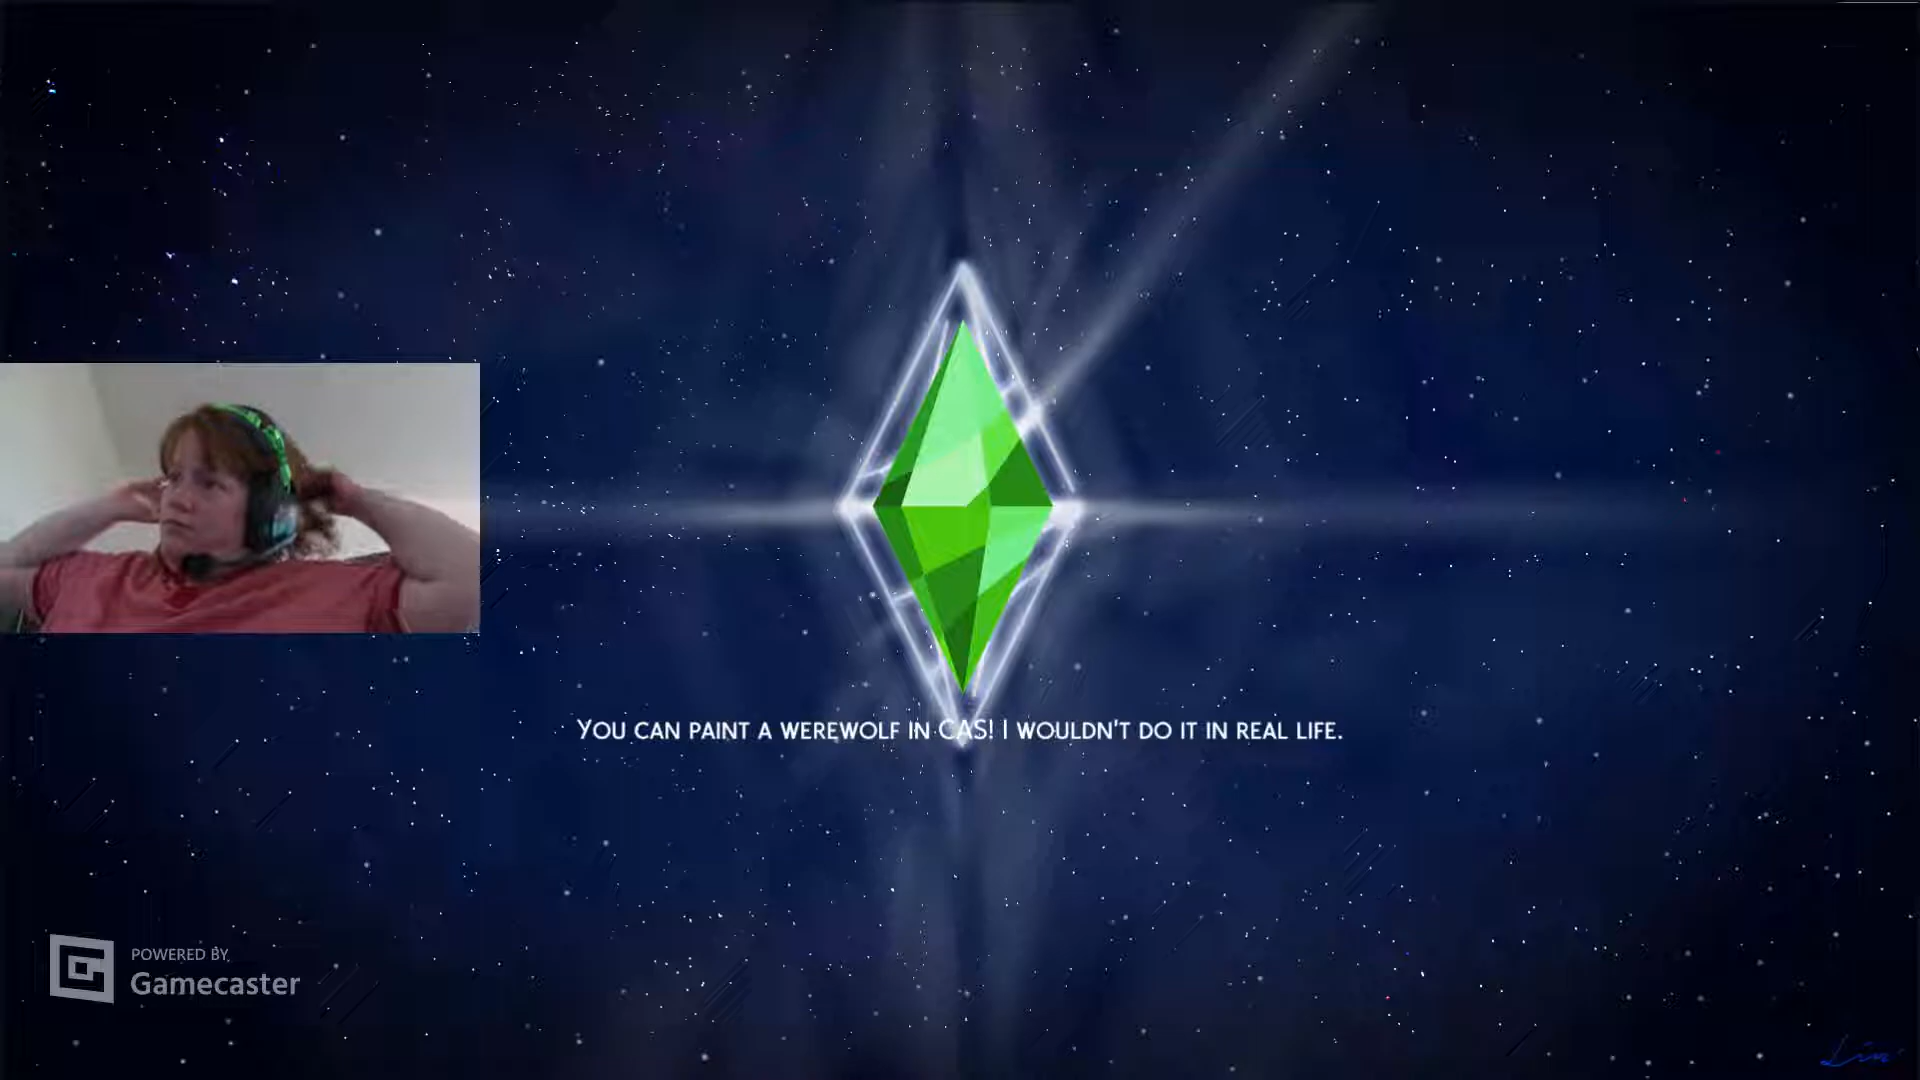 YOU CAN PAINT A WEREWOLF IN CAS! I WOULDN'T DO IT IN REAL LIFE.
POWERED BY
Gamecaster